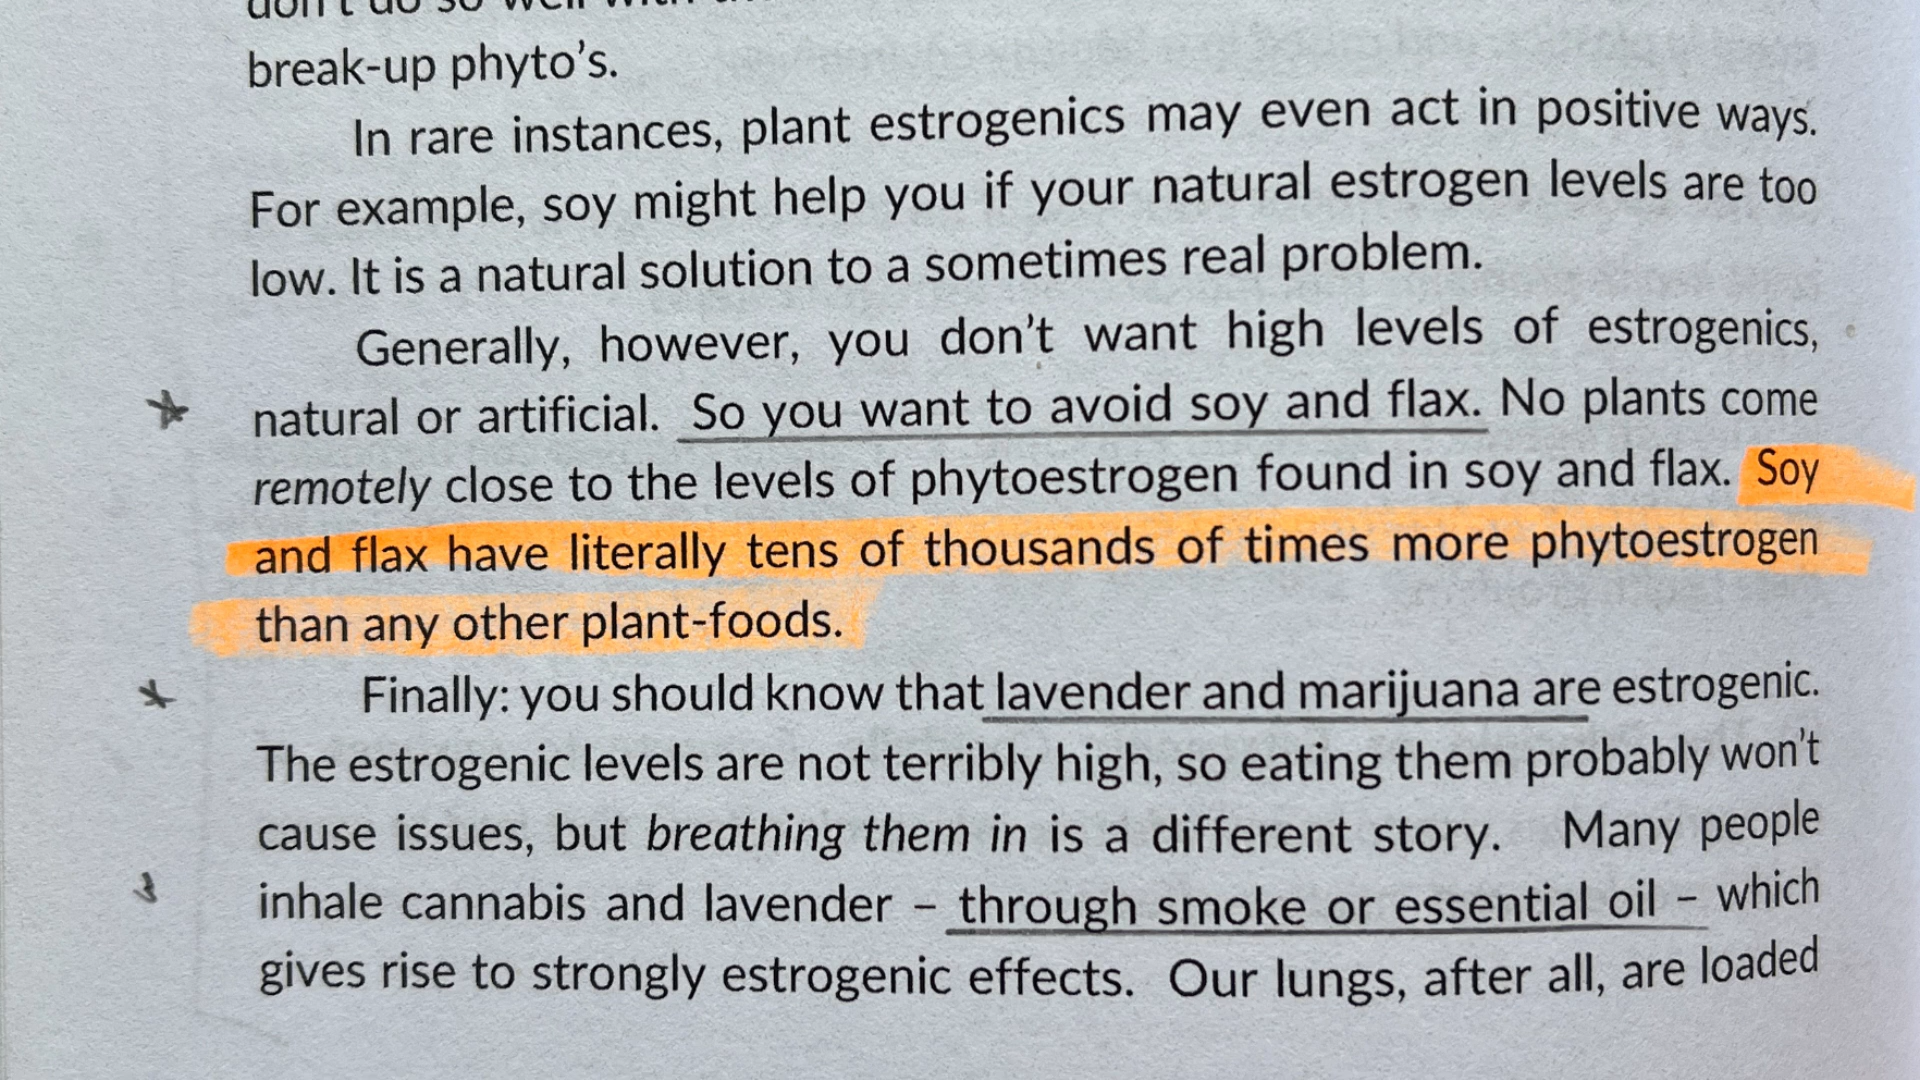 don't do so well with
break-up phyto's.
In rare instances, plant estrogenics may even act in positive ways.
For example, soy might help you if your natural estrogen levels are too
low. It is a natural solution to a sometimes real problem.
Generally, however, you don't want high levels of estrogenics,
natural or artificial. So you want to avoid soy and flax. No plants come
remotely close to the levels of phytoestrogen found in soy and flax. Soy
and flax have literally tens of thousands of times more phytoestrogen
than any other plant-foods.
Finally: you should know that lavender and marijuana are estrogenic.
The estrogenic levels are not terribly high, so eating them probably won't
cause issues, but breathing them in is a different story. Many people
inhale cannabis and lavender – through smoke or essential oil – which
gives rise to strongly estrogenic effects. Our lungs, after all, are loaded